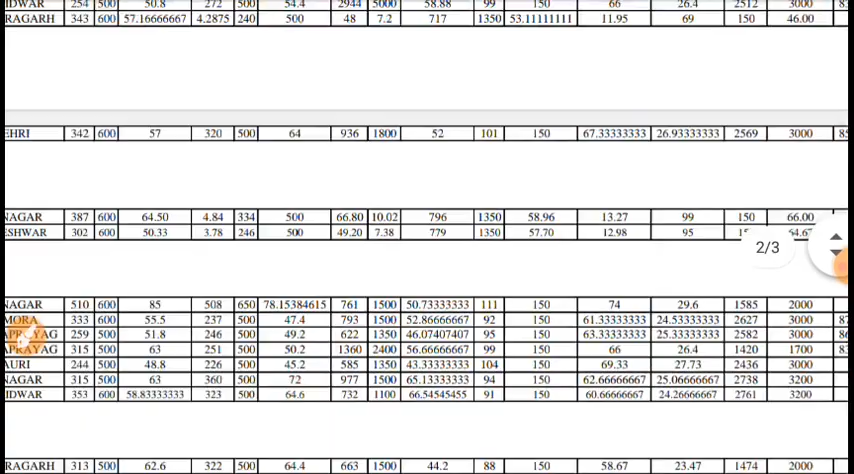 IDWAR 254 500 50.8 272 500 54.4 2944 5000 58.88 99 150 66 26.4 2512 3000
RAGARH 343 600 57.16666667 4.2875 240 500 48 7.2 717 1350 53.11111111 11.95 69 150 46.00
EHRI 342 600 57 320 500 64 936 1800 52 101 150 67.33333333 26.93333333 2569 3000
NAGAR 387 600 64.50 4.84 334 500 66.80 10.02 796 1350 58.96 13.27 99 150 66.00
ESHWAR 302 600 50.33 3.78 246 500 49.20 7.38 779 1350 57.70 12.98 95
2/3
NAGAR 510 600 85 508 650 78.15384615 761 1500 50.73333333 111 150 74 29.6 1585 2000
MORA 333 600 55.5 237 500 47.4 793 1500 52.86666667 92 150 61.33333333 24.53333333 2627 3000
YAG 259 500 51.8 246 500 49.2 622 1350 46.07407407 95 150 63.33333333 25.33333333 2582 3000
APRAYAG 315 500 63 251 500 50.2 1360 2400 56.66666667 99 150 66 26.4 1420 1700
AURI 244 500 48.8 226 500 45.2 585 1350 43.33333333 104 150 69.33 27.73 2436 3000
NAGAR 315 500 63 360 500 72 977 1500 65.13333333 94 150 62.66666667 25.06666667 2738 3200
IDWAR 353 600 58.83333333 323 500 64.6 732 1100 66.54545455 91 150 60.66666667 24.26666667 2761 3200
RAGARH 313 500 62.6 322 500 64.4 663 1500 44.2 88 150 58.67 23.47 1474 2000